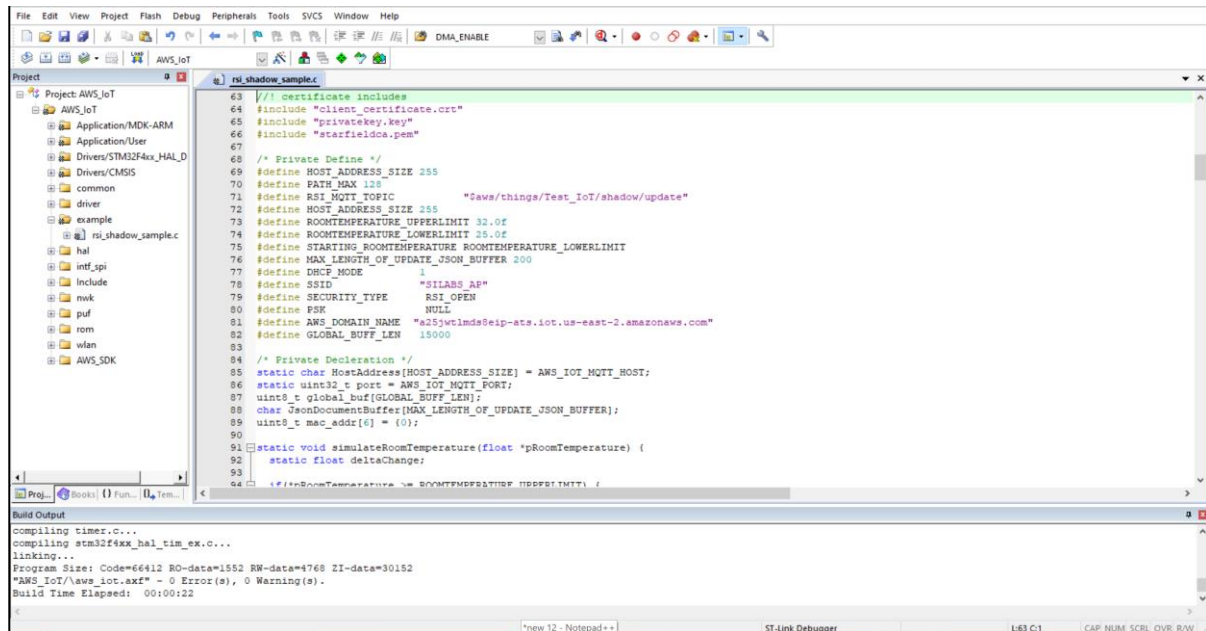 File Edit View Project Flash Debug Peripherals Tools SVCS Window Help
DMA_ENABLE
LOAD AWS_IoT
Project
Project: AWS_IoT
AWS_IoT
Application/MDK-ARM
Application/User
Drivers/STM32F4xx_HAL_D
Drivers/CMSIS
common
driver
example
rsi_shadow_sample.c
hal
intf_spi
Include
nwk
puf
rom
wlan
AWS_SDK
Proj... Books {} Fun... Tem...
rsi_shadow_sample.c
63 //! certificate includes
64 #include "client_certificate.crt"
65 #include "privatekey.key"
66 #include "starfieldca.pem"
67
68 /* Private Define */
69 #define HOST_ADDRESS_SIZE 255
70 #define PATH_MAX 128
71 #define RSI_MQTT_TOPIC "$aws/things/Test_IoT/shadow/update"
72 #define HOST_ADDRESS_SIZE 255
73 #define ROOMTEMPERATURE_UPPERLIMIT 32.0f
74 #define ROOMTEMPERATURE_LOWERLIMIT 25.0f
75 #define STARTING_ROOMTEMPERATURE ROOMTEMPERATURE_LOWERLIMIT
76 #define MAX_LENGTH_OF_UPDATE_JSON_BUFFER 200
77 #define DHCP_MODE 1
78 #define SSID "SILABS_AP"
79 #define SECURITY_TYPE RSI_OPEN
80 #define PSK NULL
81 #define AWS_DOMAIN_NAME "a25jwtlmds8eip-ats.iot.us-east-2.amazonaws.com"
82 #define GLOBAL_BUFF_LEN 15000
83
84 /* Private Decleration */
85 static char HostAddress[HOST_ADDRESS_SIZE] = AWS_IOT_MQTT_HOST;
86 static uint32_t port = AWS_IOT_MQTT_PORT;
87 uint8_t global_buf[GLOBAL_BUFF_LEN];
88 char JsonDocumentBuffer[MAX_LENGTH_OF_UPDATE_JSON_BUFFER];
89 uint8_t mac_addr[6] = {0};
90
91 static void simulateRoomTemperature(float *pRoomTemperature) {
92 static float deltaChange;
93
94 if(*pRoomTemperature >= ROOMTEMPERATURE_UPPERLIMIT) {
Build Output
compiling timer.c...
compiling stm32f4xx_hal_tim_ex.c...
linking...
Program Size: Code=66412 RO-data=1552 RW-data=4768 ZI-data=30152
"AWS_IoT/\aws_iot.axf" - 0 Error(s), 0 Warning(s).
Build Time Elapsed: 00:00:22
*new 12 - Notepad++ ST-Link Debugger L:63 C:1 CAP NUM SCRL OVR R/W